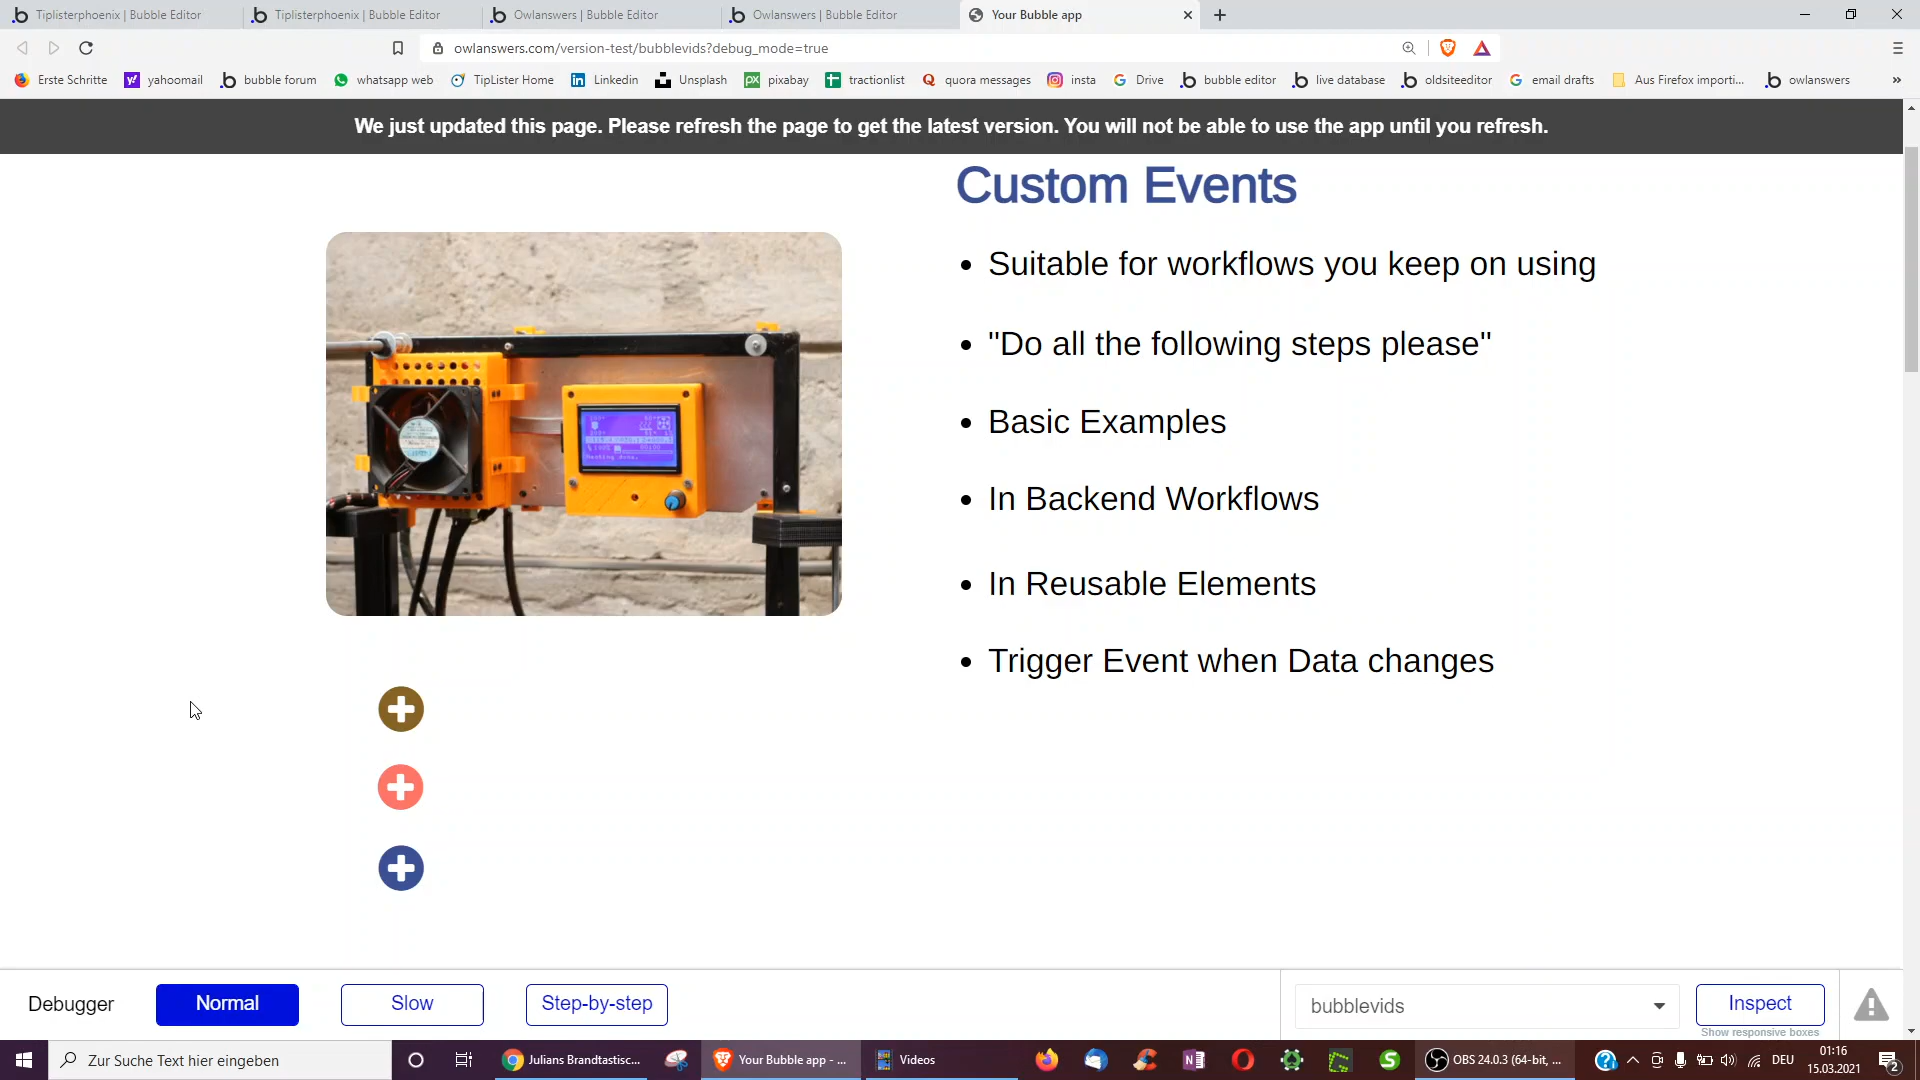 Tiplisterphoenix | Bubble Editor
Tiplisterphoenix | Bubble Editor
Owlanswers | Bubble Editor
Owlanswers | Bubble Editor
Your Bubble app
owlanswers.com/version-test/bubblevids?debug_mode=true
Erste Schritte
yahoomail
bubble forum
whatsapp web
TipLister Home
Linkedin
Unsplash
pixabay
tractionlist
quora messages
insta
Drive
bubble editor
live database
oldsiteeditor
email drafts
Aus Firefox importi...
owlanswers
We just updated this page. Please refresh the page to get the latest version. You will not be able to use the app until you refresh.
Custom Events
• Suitable for workflows you keep on using
• "Do all the following steps please"
• Basic Examples
• In Backend Workflows
• In Reusable Elements
• Trigger Event when Data changes
Debugger
Normal
Slow
Step-by-step
bubblevids
Inspect
Show responsive boxes
Zur Suche Text hier eingeben
Julians Brandtastisc...
Your Bubble app - ...
Videos
OBS 24.0.3 (64-bit, ...
DEU
01:16
15.03.2021
2